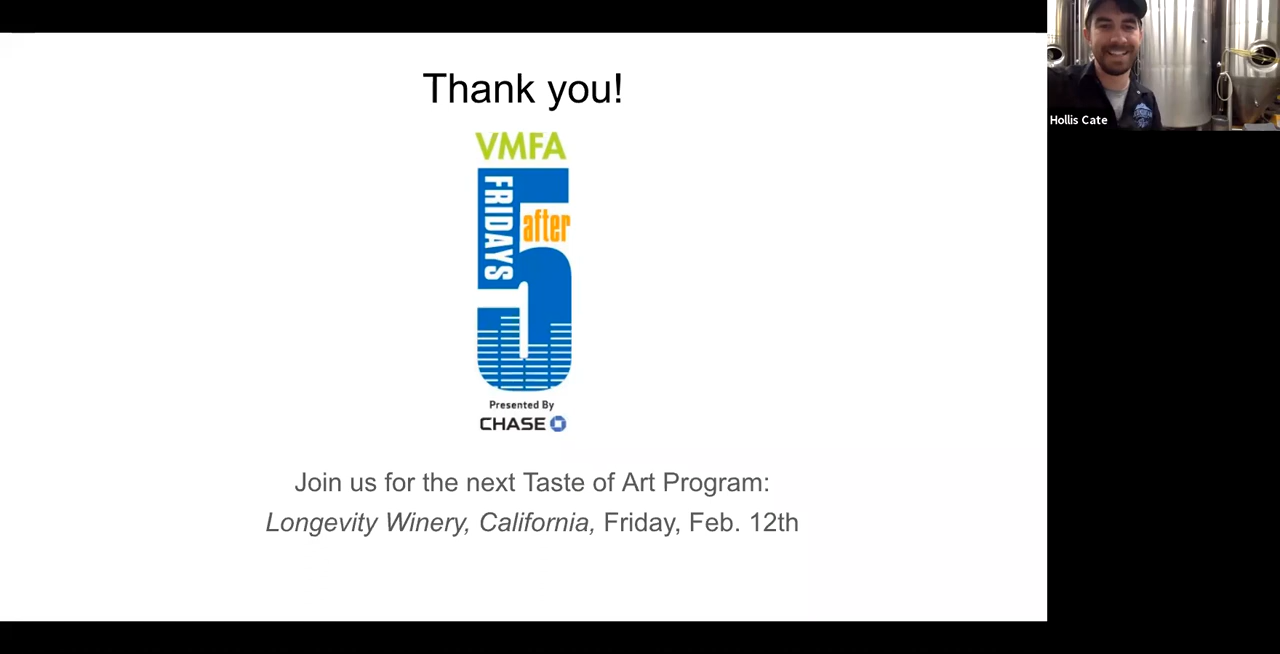 Thank you!
VMFA
FRIDAYS
after
5
Presented By
CHASE
Join us for the next Taste of Art Program:
Longevity Winery, California, Friday, Feb. 12th
Hollis Cate